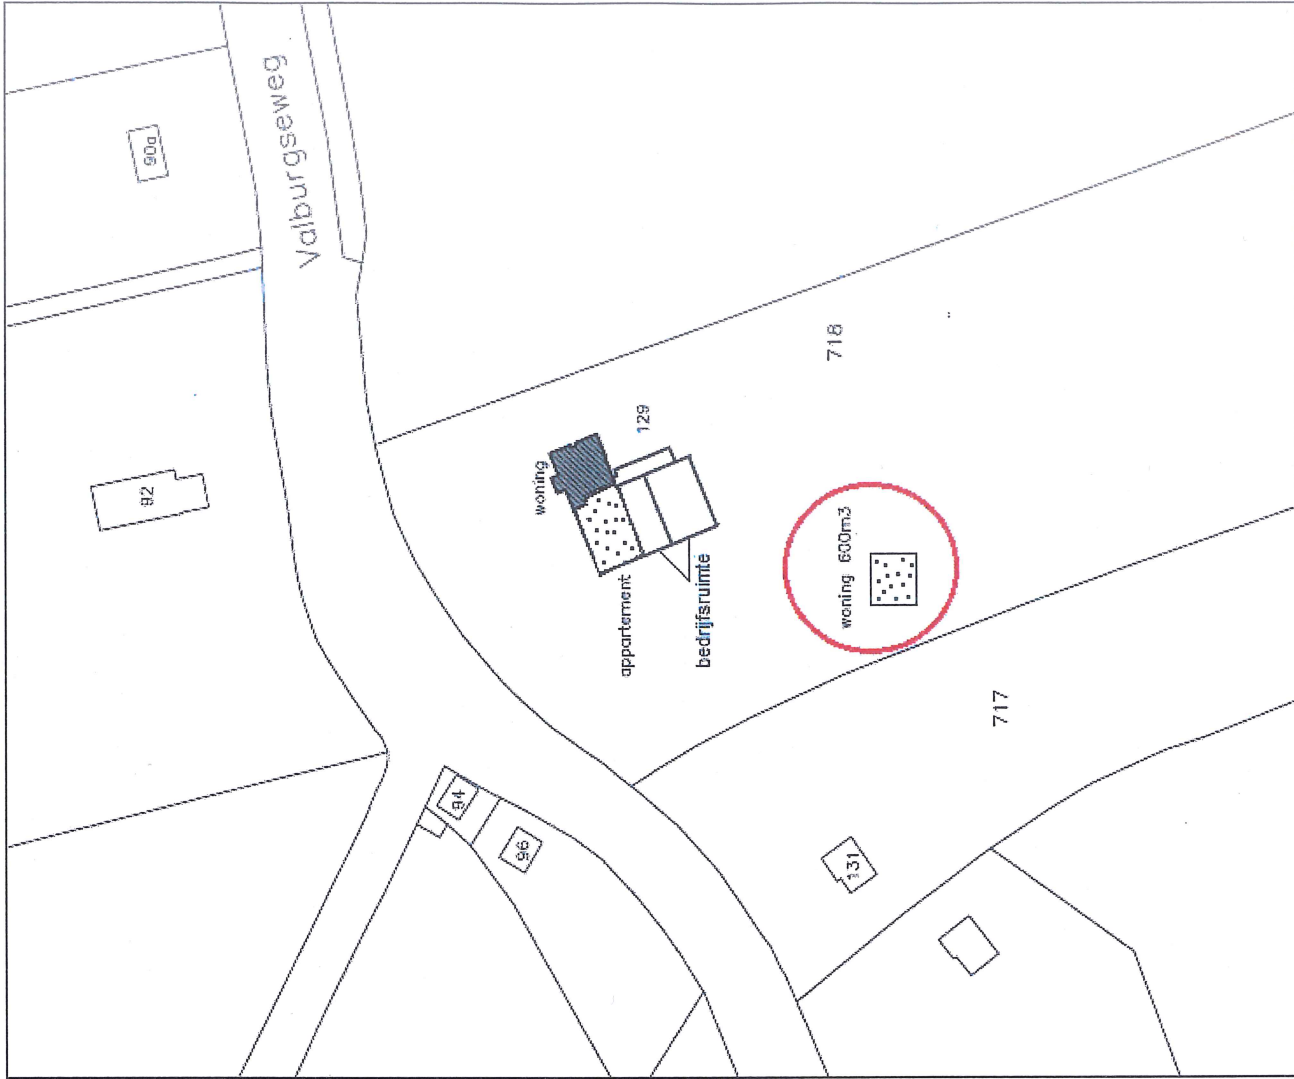 90a
Valburgseweg
92
woning
129
718
appartement
bedrijfsruimte
woning 600m3
717
94
96
131